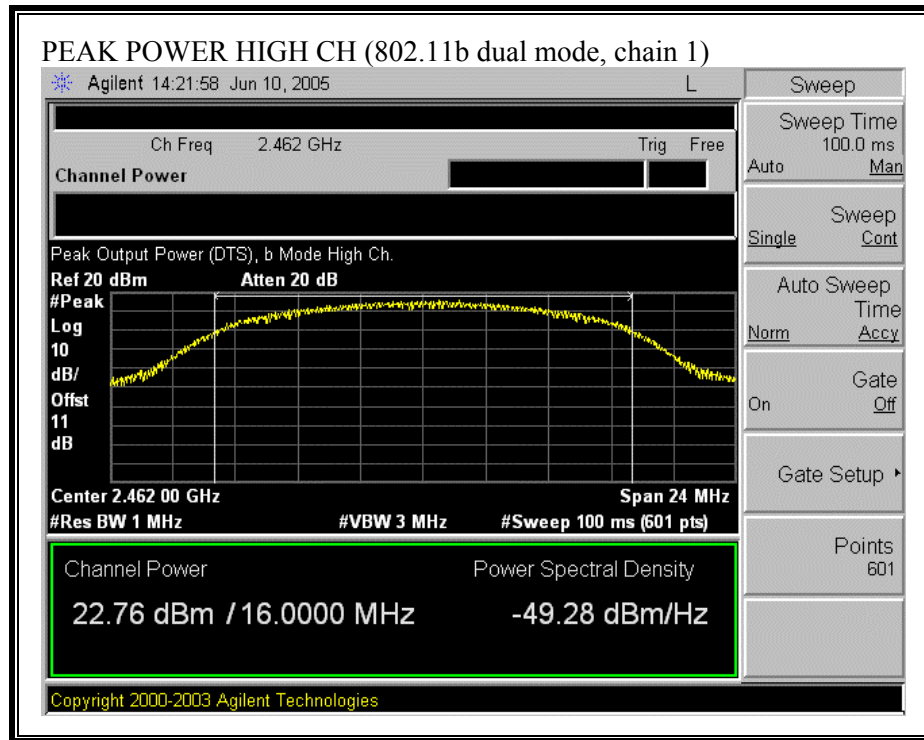 PEAK POWER HIGH CH (802.11b dual mode, chain 1)
Agilent 14:21:58 Jun 10, 2005 L
Sweep
Ch Freq 2.462 GHz Trig Free
Channel Power
Sweep Time
100.0 ms
Auto Man
Sweep
Single Cont
Auto Sweep
Time
Norm Accy
Gate
On Off
Gate Setup
Points
601
Peak Output Power (DTS), b Mode High Ch.
Ref 20 dBm Atten 20 dB
#Peak
Log
10
dB/
Offst
11
dB
Center 2.462 00 GHz Span 24 MHz
#Res BW 1 MHz #VBW 3 MHz #Sweep 100 ms (601 pts)
Channel Power Power Spectral Density
22.76 dBm / 16.0000 MHz -49.28 dBm/Hz
Copyright 2000-2003 Agilent Technologies